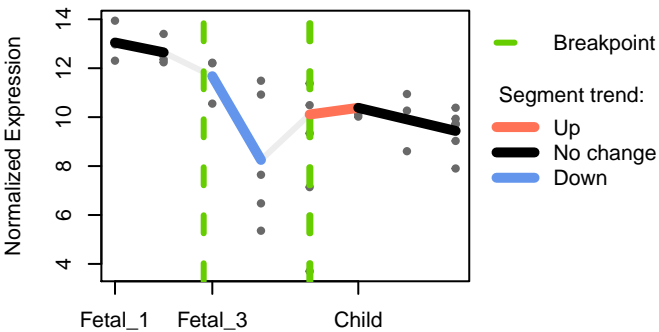 Normalized Expression
14
12
10
8
6
4
Fetal_1 Fetal_3 Child
Breakpoint
Segment trend:
Up
No change
Down